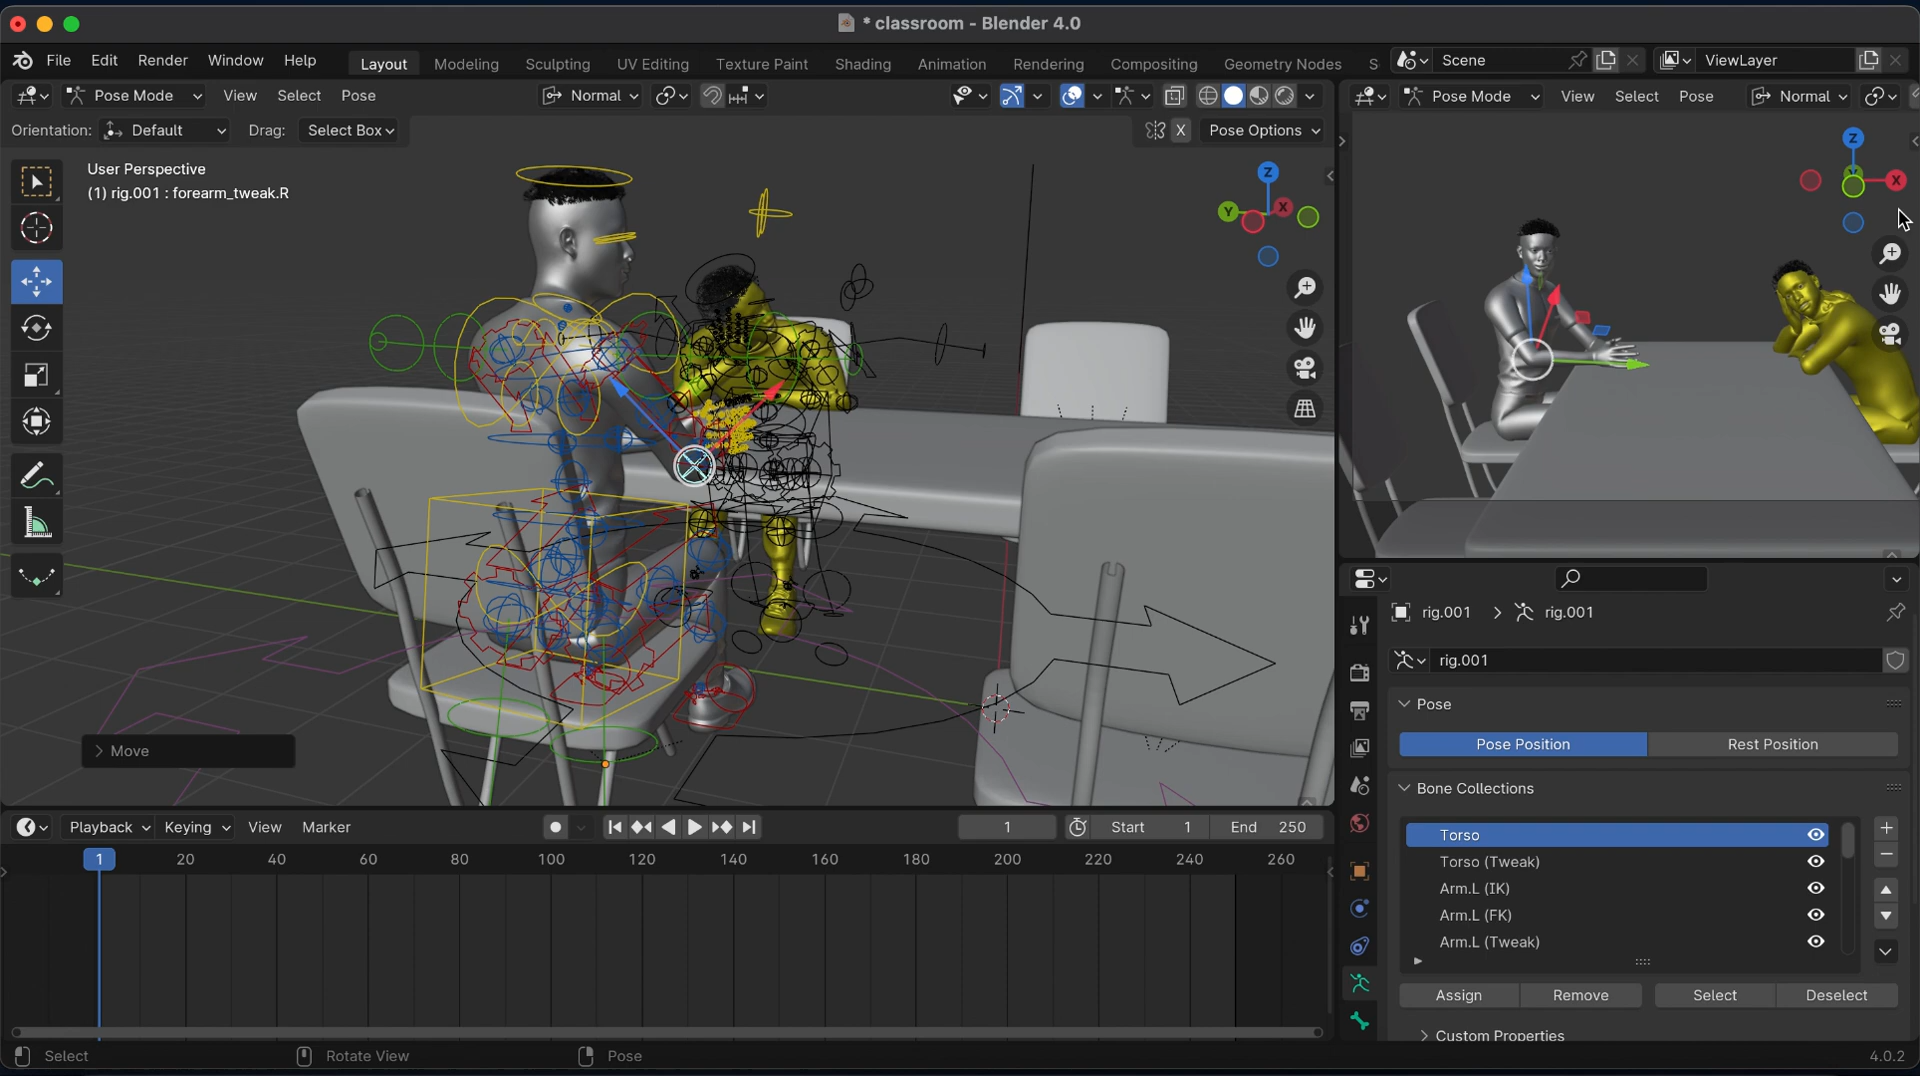 * classroom - Blender 4.0
File Edit Render Window Help Layout Modeling Sculpting UV Editing Texture Paint Shading Animation Rendering Compositing Geometry Nodes S Scene ViewLayer
Pose Mode View Select Pose Normal
Pose Mode View Select Pose Normal
Orientation: Default Drag: Select Box X Pose Options
User Perspective
(1) rig.001 : forearm_tweak.R
Z
Y X
Z
X
Move
rig.001 rig.001
rig.001
Pose
Pose Position Rest Position
Bone Collections
Torso
Torso (Tweak)
Arm.L (IK)
Arm.L (FK)
Arm.L (Tweak)
Assign Remove Select Deselect
Custom Properties
Playback Keying View Marker 1 Start 1 End 250
1 20 40 60 80 100 120 140 160 180 200 220 240 260
Select Rotate View Pose 4.0.2